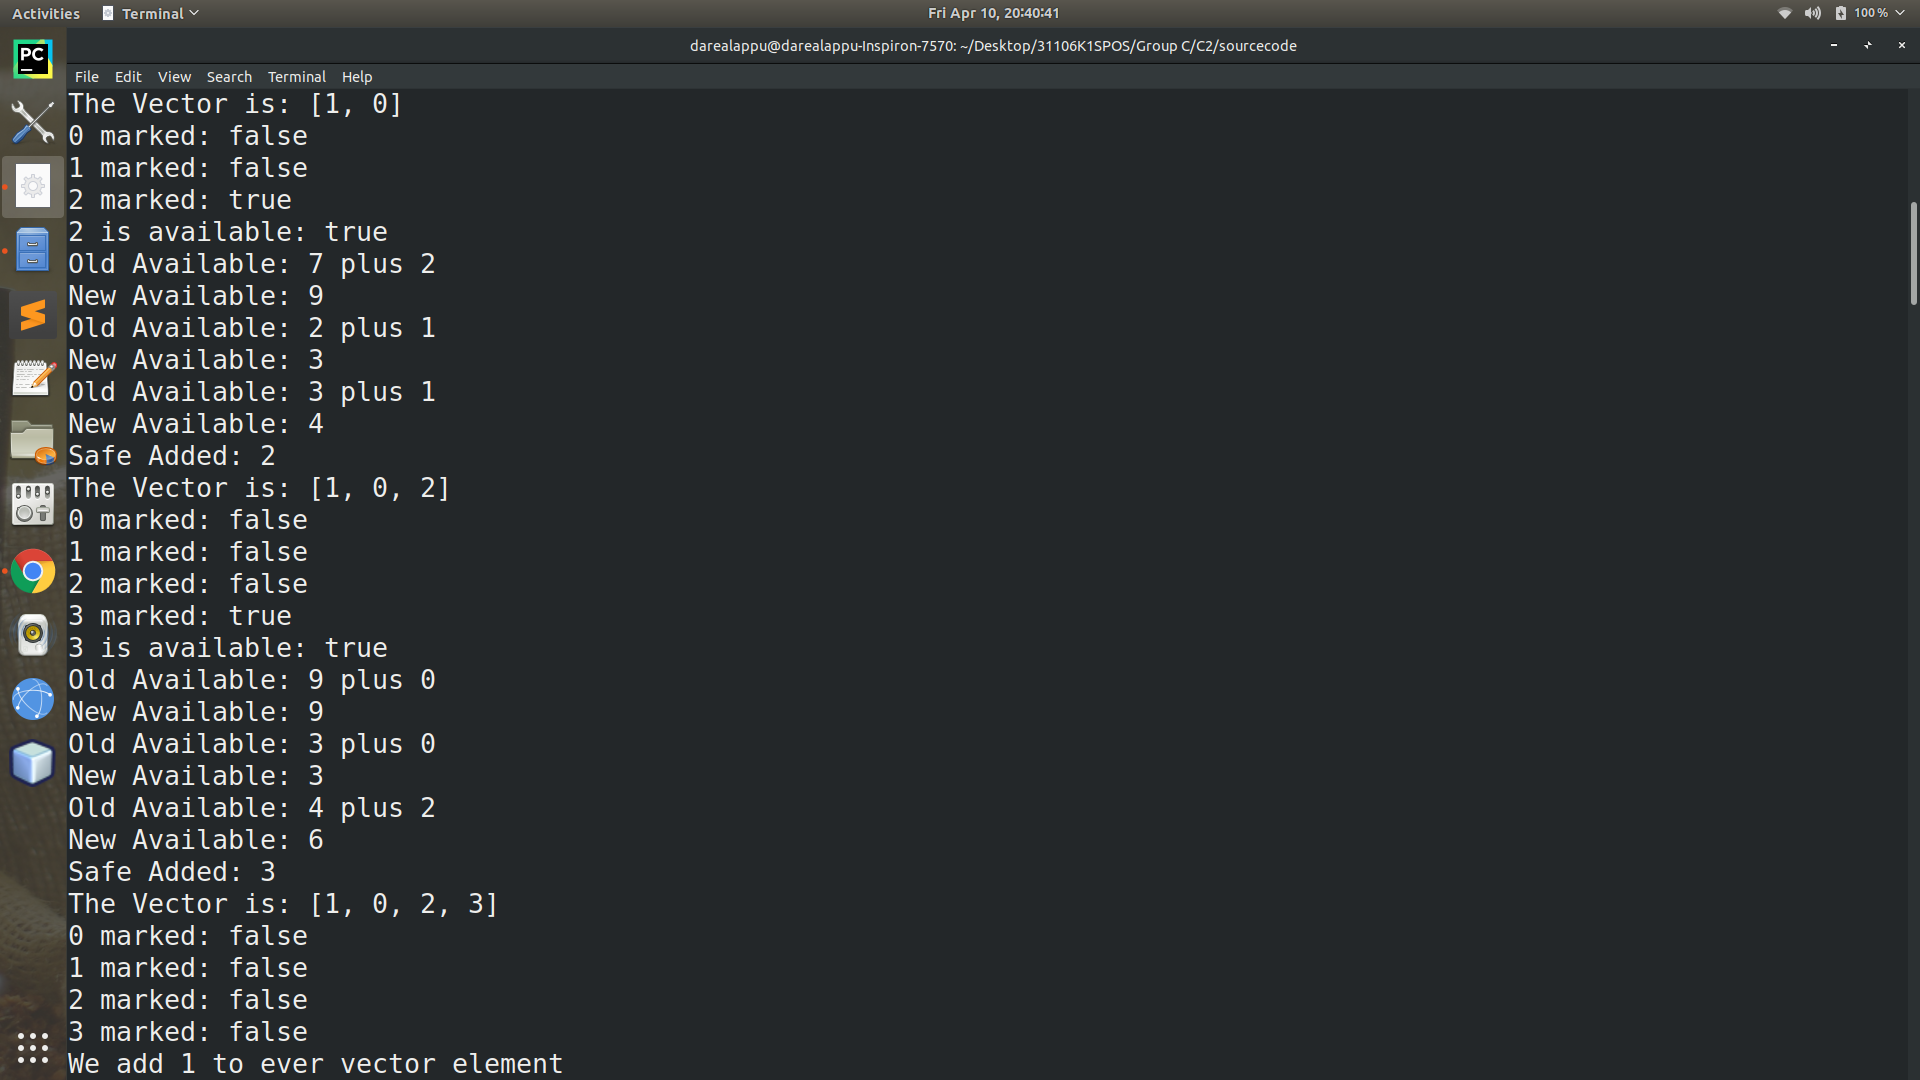 Activities
Terminal
Fri Apr 10, 20:40:41
100 %
darealappu@darealappu-Inspiron-7570: ~/Desktop/31106K1SPOS/Group C/C2/sourcecode
File Edit View Search Terminal Help
PC
The Vector is: [1, 0]
0 marked: false
1 marked: false
2 marked: true
2 is available: true
Old Available: 7 plus 2
New Available: 9
Old Available: 2 plus 1
New Available: 3
Old Available: 3 plus 1
New Available: 4
Safe Added: 2
The Vector is: [1, 0, 2]
0 marked: false
1 marked: false
2 marked: false
3 marked: true
3 is available: true
Old Available: 9 plus 0
New Available: 9
Old Available: 3 plus 0
New Available: 3
Old Available: 4 plus 2
New Available: 6
Safe Added: 3
The Vector is: [1, 0, 2, 3]
0 marked: false
1 marked: false
2 marked: false
3 marked: false
We add 1 to ever vector element